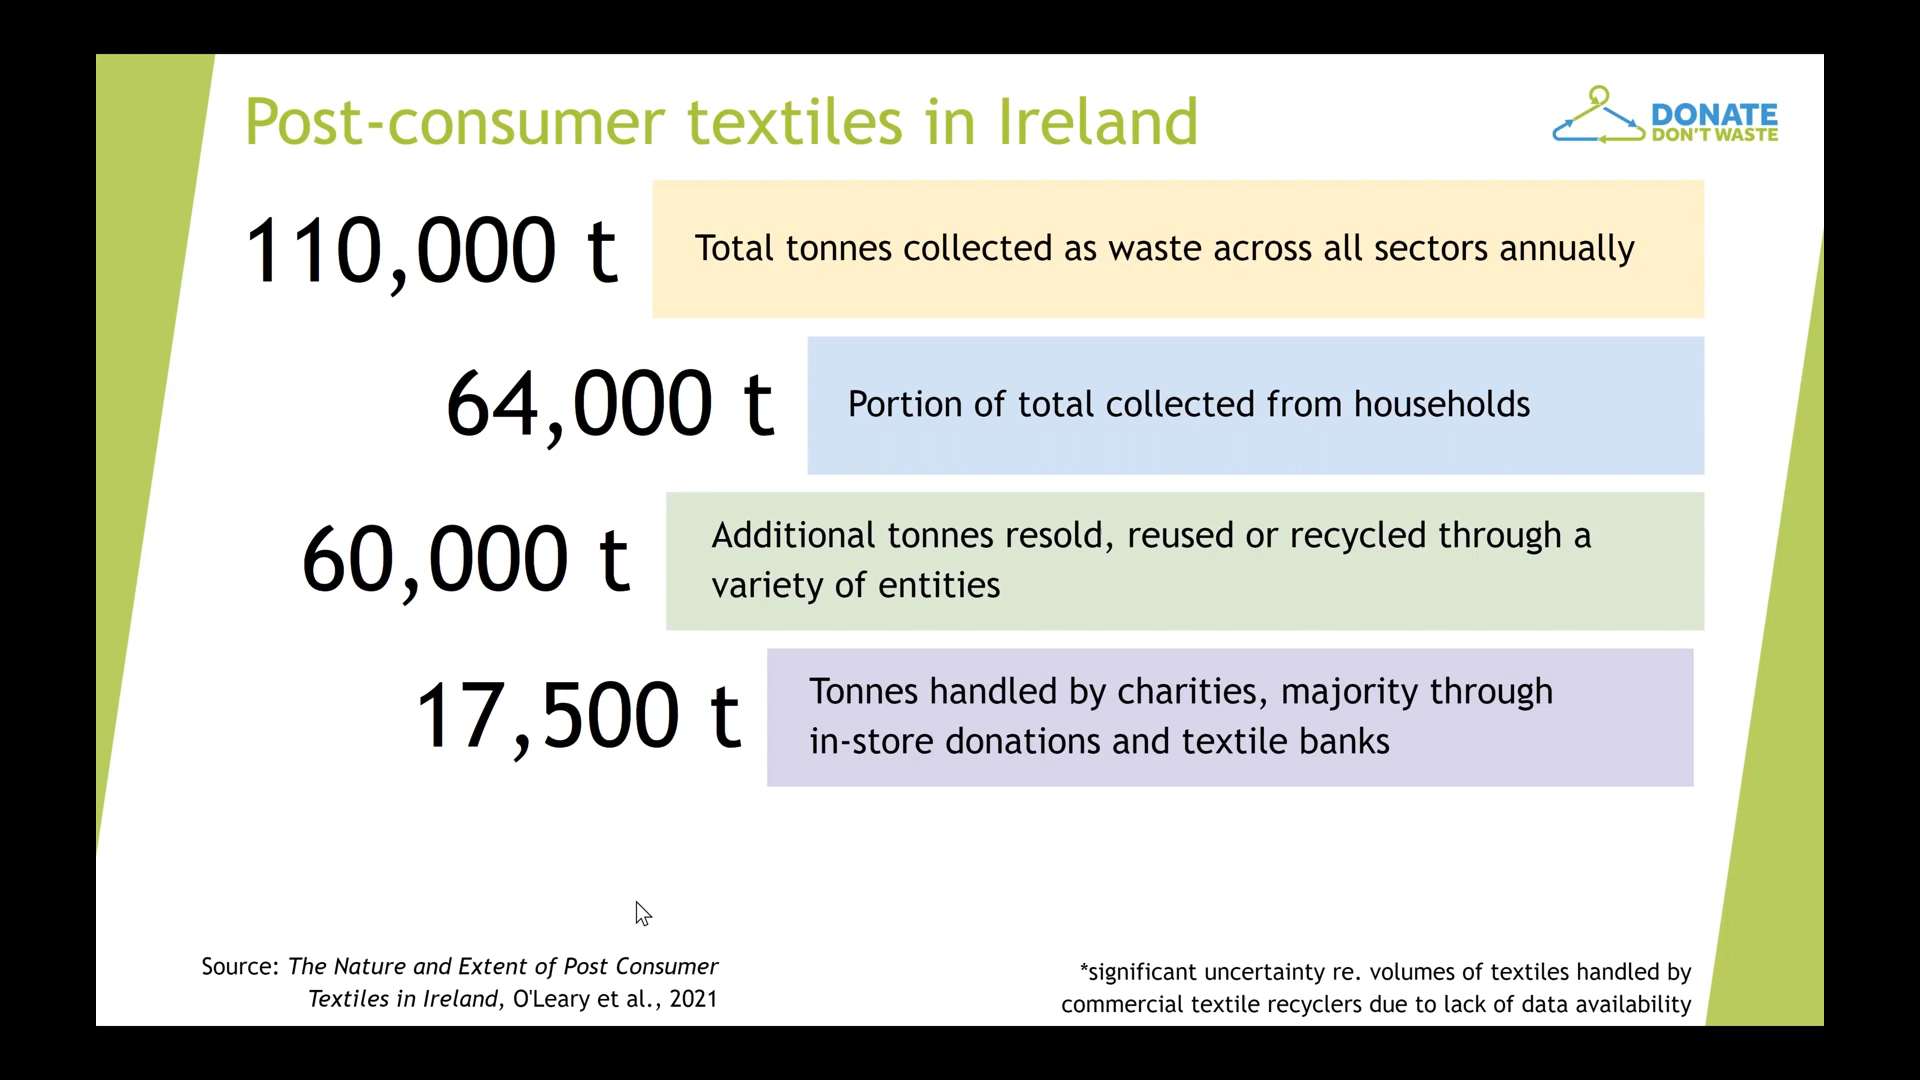 Post-consumer textiles in Ireland
DONATE
DON'T WASTE
110,000 t
Total tonnes collected as waste across all sectors annually
64,000 t
Portion of total collected from households
60,000 t
Additional tonnes resold, reused or recycled through a
variety of entities
17,500 t
Tonnes handled by charities, majority through
in-store donations and textile banks
Source: The Nature and Extent of Post Consumer
Textiles in Ireland, O'Leary et al., 2021
*significant uncertainty re. volumes of textiles handled by
commercial textile recyclers due to lack of data availability